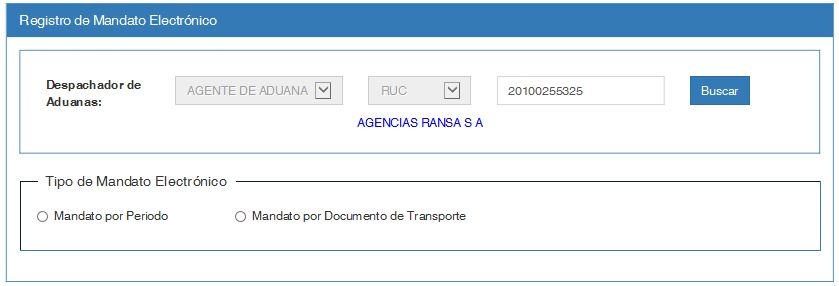 Registro de Mandato Electrónico
Despachador de Aduanas:
AGENTE DE ADUANA
RUC
20100255325
Buscar
AGENCIAS RANSA S A
Tipo de Mandato Electrónico
Mandato por Periodo
Mandato por Documento de Transporte